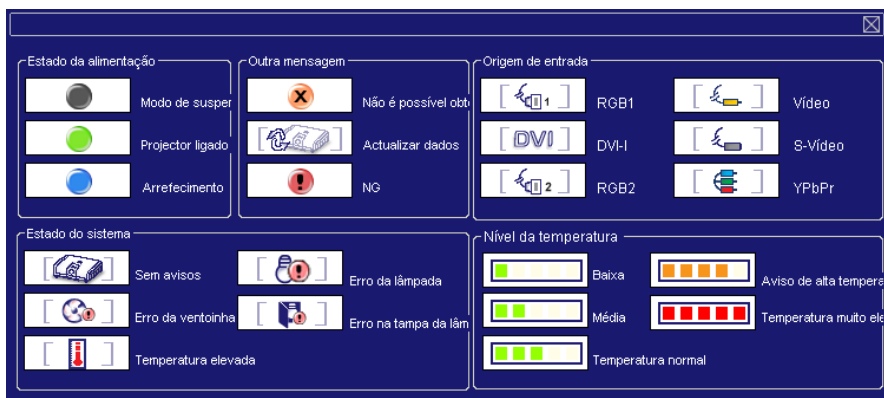 Estado da alimentação
Modo de susper
Projector ligado
Arrefecimento
Outra mensagem
Não é possível obt
Actualizar dados
NG
Origem de entrada
1 RGB1
Vídeo
DVI DVI-I
S-Vídeo
2 RGB2
YPbPr
Estado do sistema
Sem avisos
Erro da lâmpada
Erro da ventoinha
Erro na tampa da lâm
Temperatura elevada
Nível da temperatura
Baixa
Aviso de alta tempera
Média
Temperatura muito ele
Temperatura normal